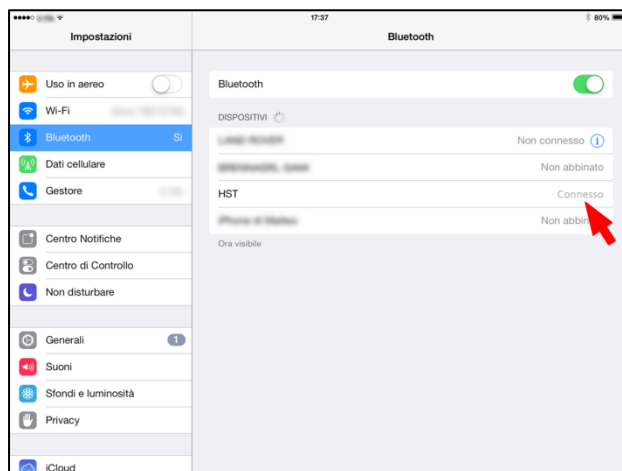 17:37
80%
Impostazioni
Bluetooth
Uso in aereo
Wi-Fi
Bluetooth
Sì
Dati cellulare
Gestore
Centro Notifiche
Centro di Controllo
Non disturbare
Generali
1
Suoni
Sfondi e luminosità
Privacy
iCloud
Bluetooth
DISPOSITIVI
Non connesso
Non abbinato
HST
Connesso
Non
Ora visibile